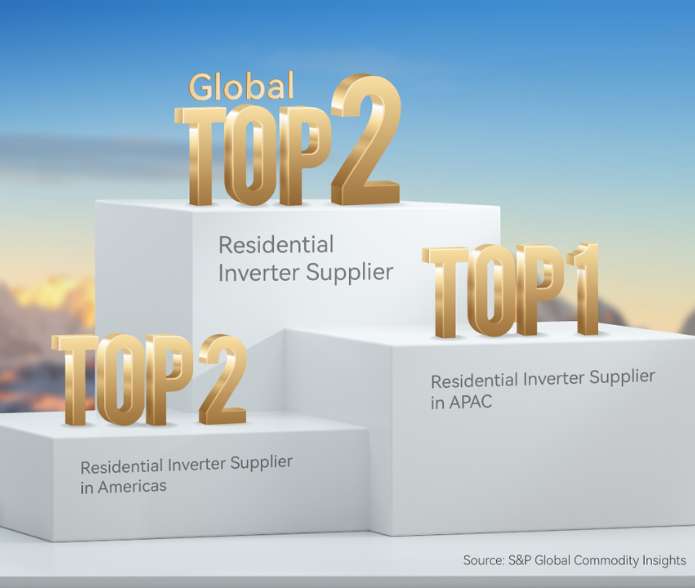 Global
TOP2
Residential
Inverter Supplier
TOP1
Residential Inverter Supplier
in APAC
TOP2
Residential Inverter Supplier
in Americas
Source: S&P Global Commodity Insights